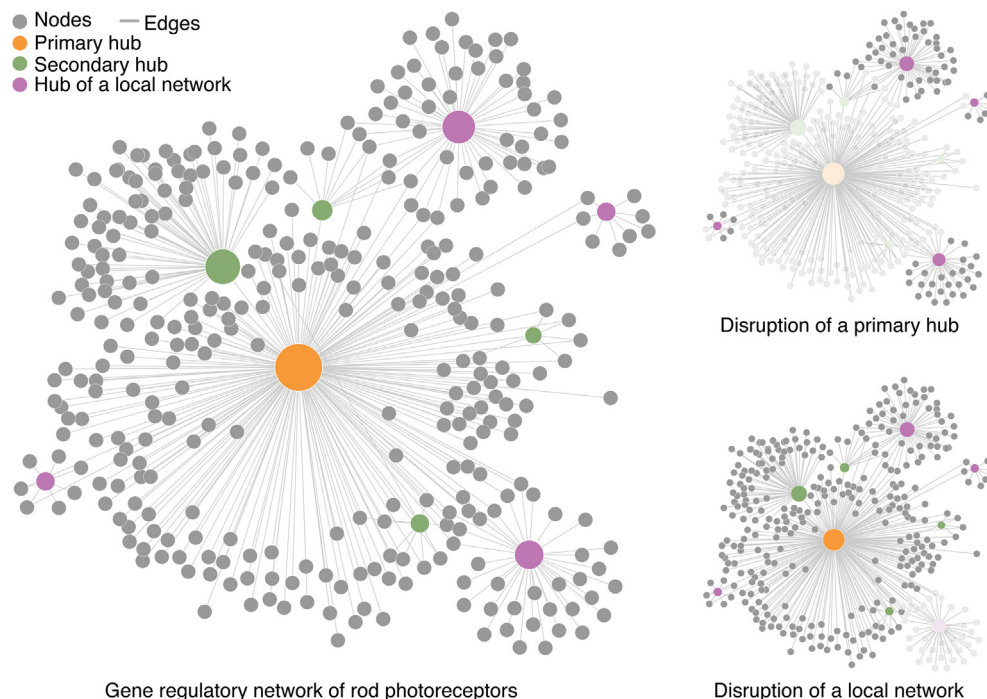 Nodes
Edges
Primary hub
Secondary hub
Hub of a local network
Disruption of a primary hub
Gene regulatory network of rod photoreceptors
Disruption of a local network